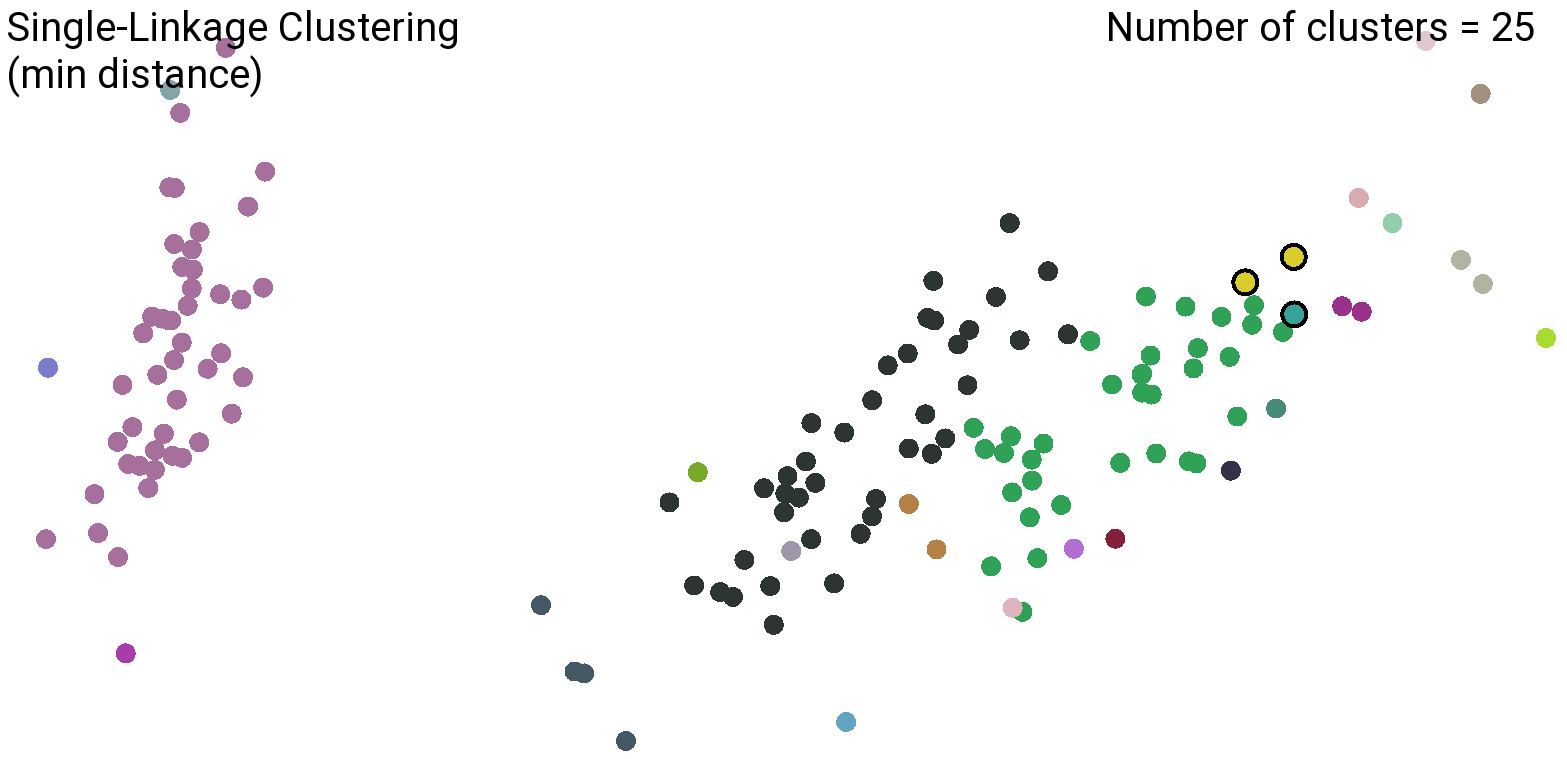 Single-Linkage Clustering
(min distance)
Number of clusters = 25